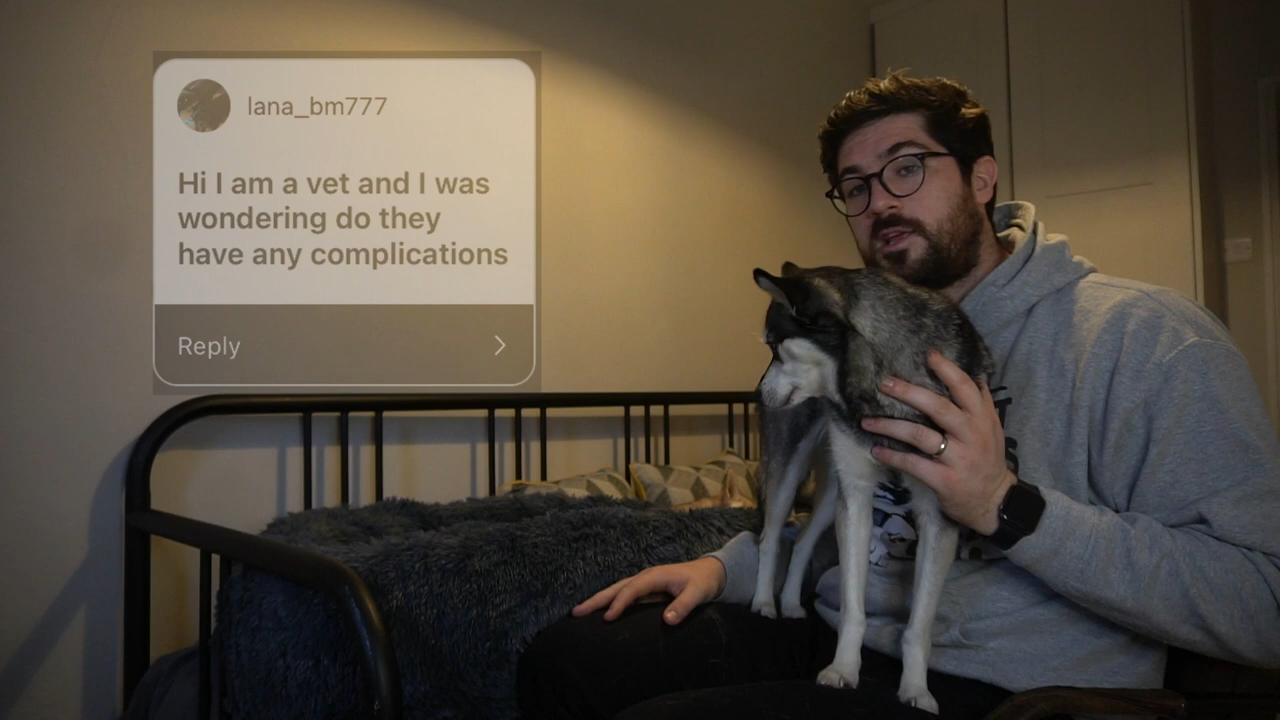 lana_bm777
Hi I am a vet and I was
wondering do they
have any complications
Reply